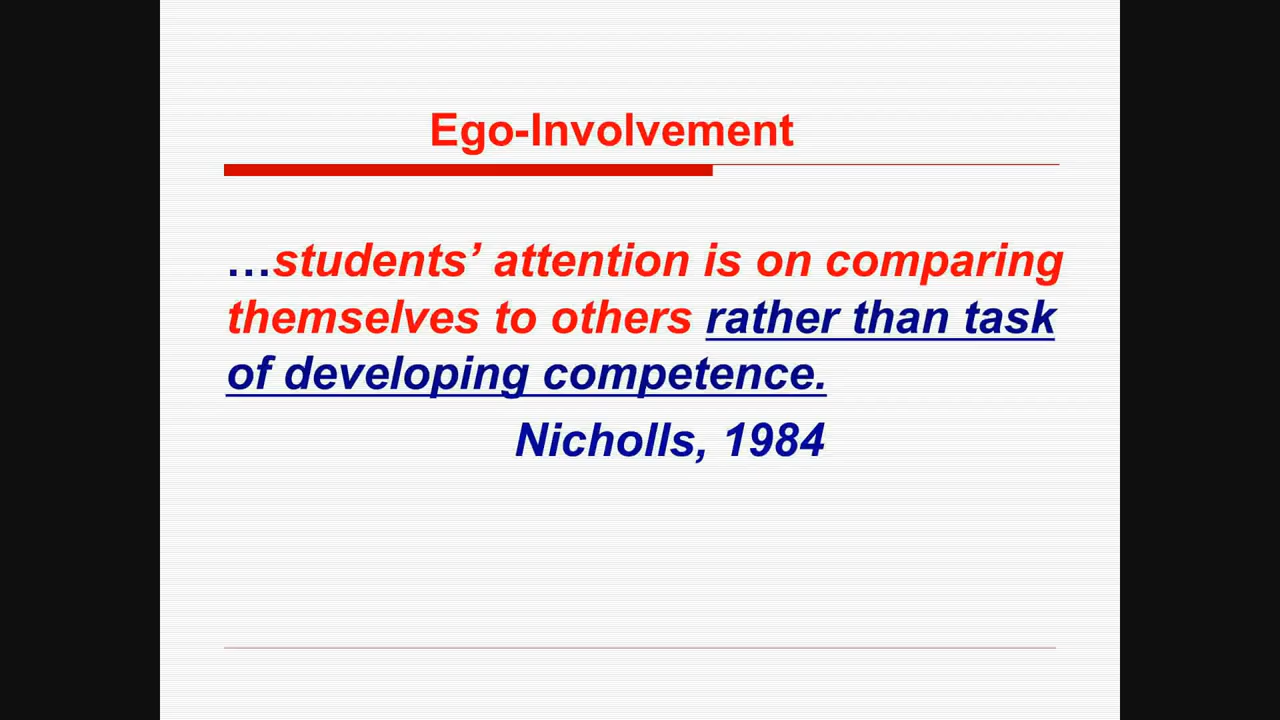 Ego-Involvement
…students’ attention is on comparing
themselves to others rather than task
of developing competence.
Nicholls, 1984